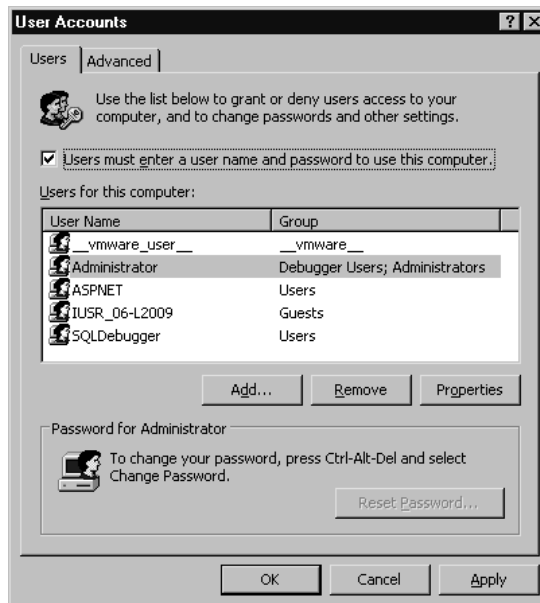 User Accounts
Users Advanced
Use the list below to grant or deny users access to your
computer, and to change passwords and other settings.
Users must enter a user name and password to use this computer.
Users for this computer:
User Name Group
__vmware_user__ __vmware__
Administrator Debugger Users; Administrators
ASPNET Users
IUSR_06-L2009 Guests
SQLDebugger Users
Add... Remove Properties
Password for Administrator
To change your password, press Ctrl-Alt-Del and select
Change Password.
Reset Password...
OK Cancel Apply